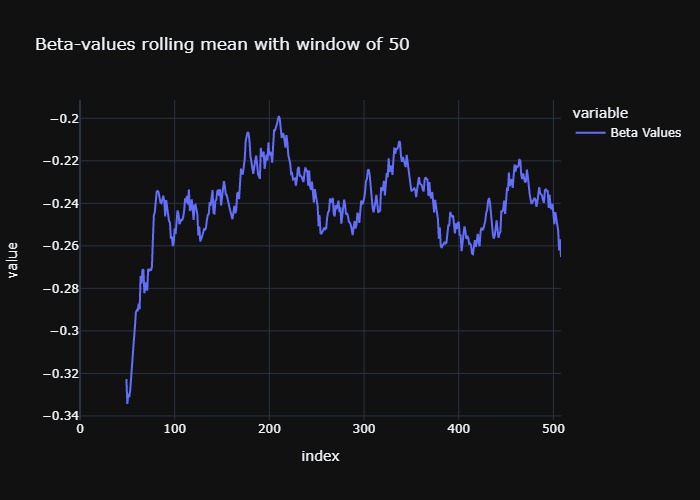 Beta-values rolling mean with window of 50
variable
Beta Values
−0.2
−0.22
−0.24
−0.26
−0.28
−0.3
−0.32
−0.34
value
0 100 200 300 400 500
index